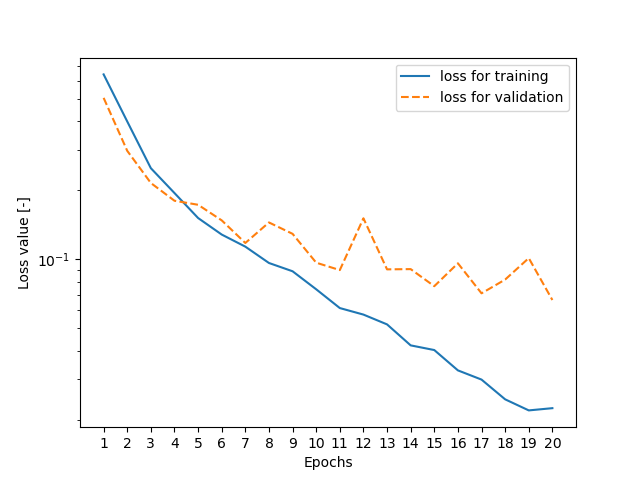 loss for training
loss for validation
Loss value [-]
10⁻¹
1 2 3 4 5 6 7 8 9 10 11 12 13 14 15 16 17 18 19 20
Epochs